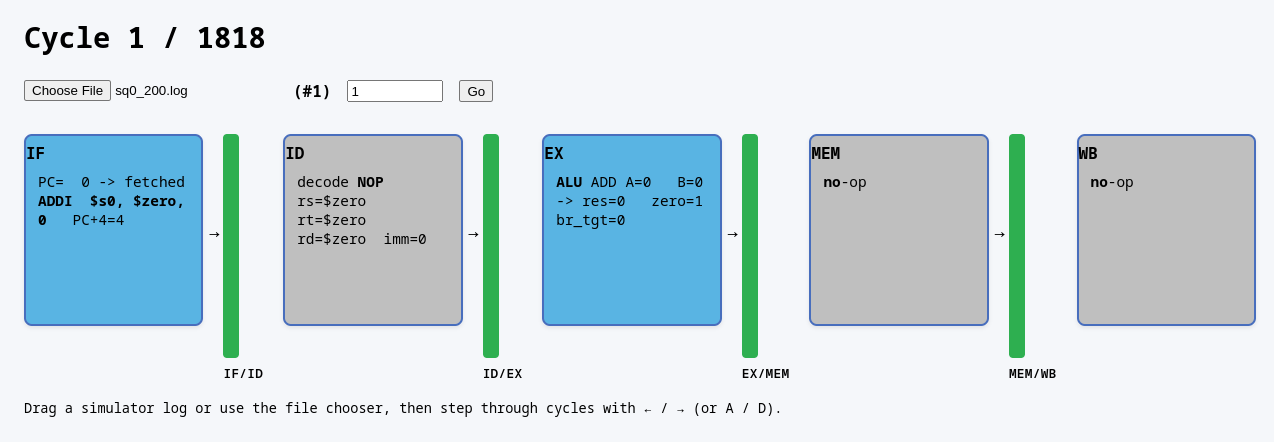 Cycle 1 / 1818
Choose File sq0_200.log (#1) 1 Go
IF
PC=  0 -> fetched
ADDI  $s0, $zero,
0   PC+4=4
→
IF/ID
ID
decode NOP
rs=$zero
rt=$zero
rd=$zero  imm=0
→
ID/EX
EX
ALU ADD A=0   B=0
-> res=0   zero=1
br_tgt=0
→
EX/MEM
MEM
no-op
→
MEM/WB
WB
no-op
Drag a simulator log or use the file chooser, then step through cycles with ← / → (or A / D).